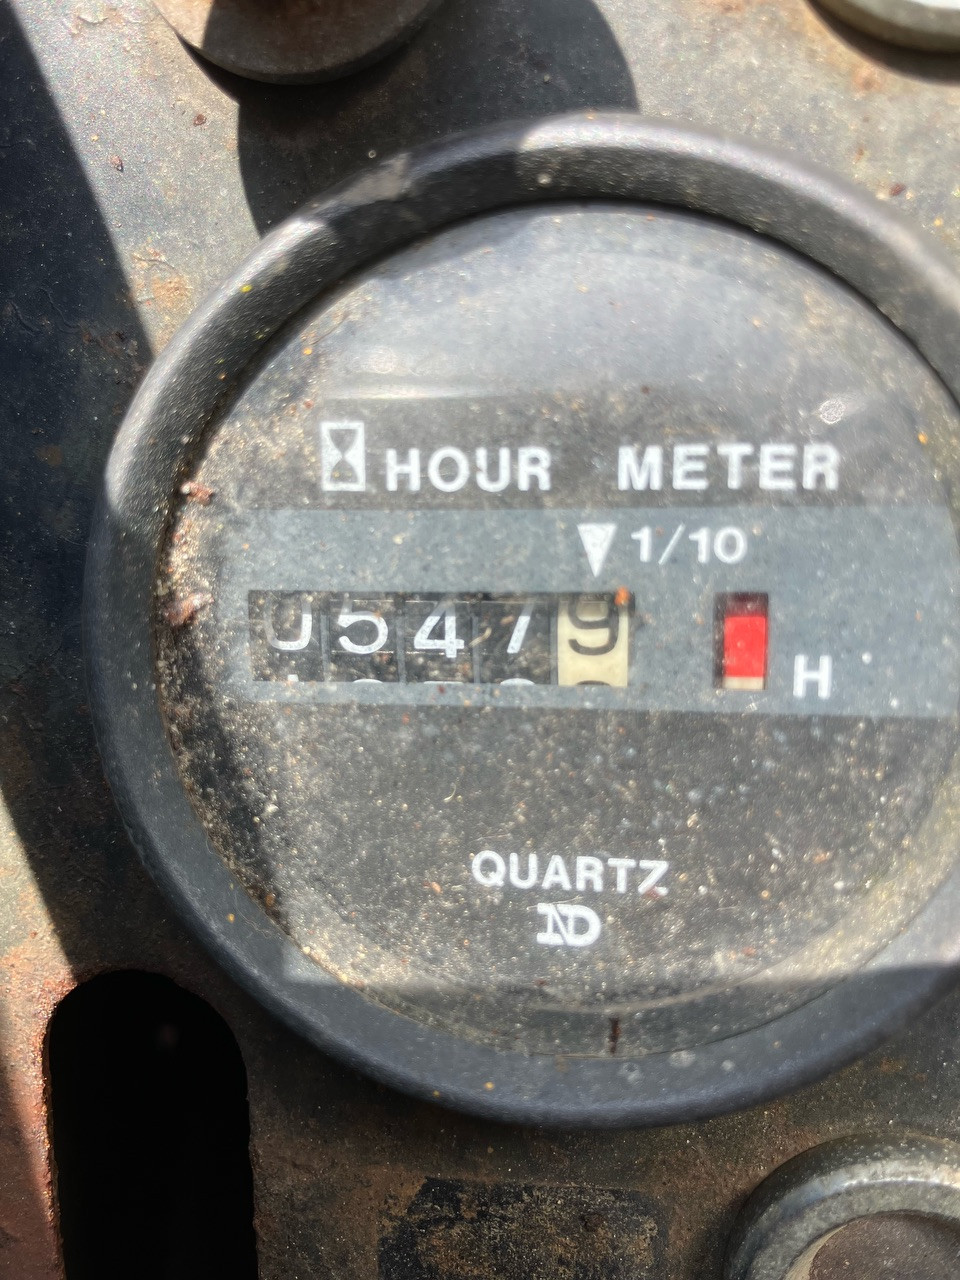 HOUR METER
1/10
05479
H
QUARTZ
ND